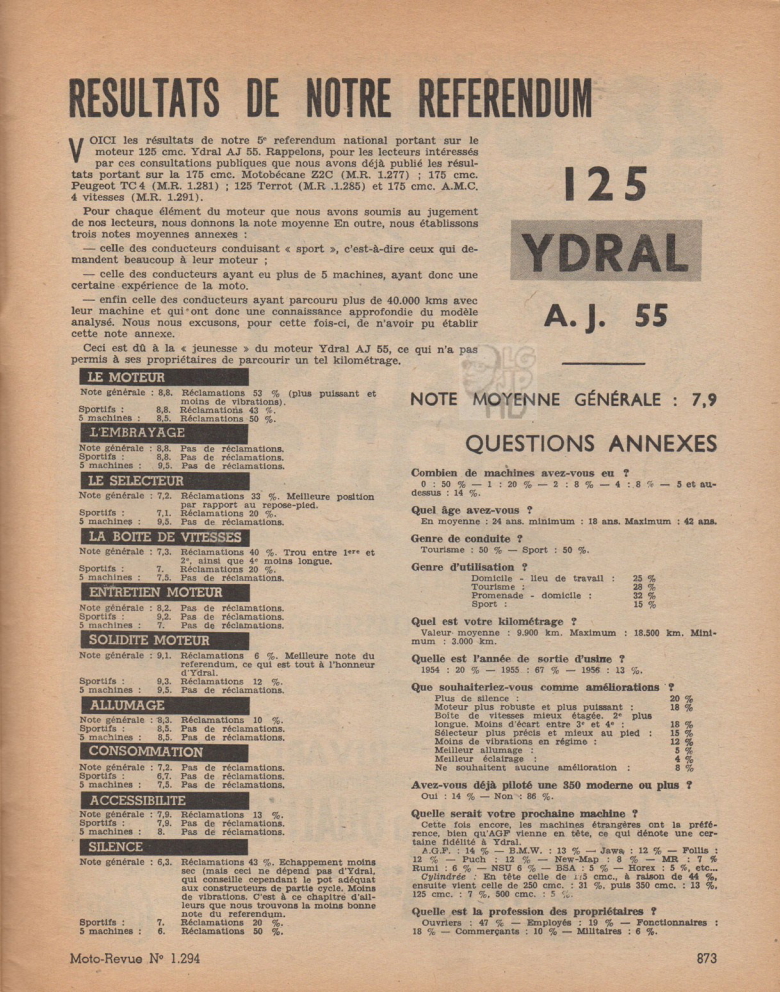 RESULTATS DE NOTRE REFERENDUM
VOICI les résultats de notre 5e referendum national portant sur le
moteur 125 cmc. Ydral AJ 55. Rappelons, pour les lecteurs intéressés
par ces consultations publiques que nous avons déjà publié les résul-
tats portant sur la 175 cmc. Motobécane Z2C (M.R. 1.277) ; 175 cmc.
Peugeot TC 4 (M.R. 1.281) ; 125 Terrot (M.R .1.285) et 175 cmc. A.M.C.
4 vitesses (M.R. 1.291).
Pour chaque élément du moteur que nous avons soumis au jugement
de nos lecteurs, nous donnons la note moyenne En outre, nous établissons
trois notes moyennes annexes :
— celle des conducteurs conduisant « sport », c'est-à-dire ceux qui de-
mandent beaucoup à leur moteur ;
— celle des conducteurs ayant eu plus de 5 machines, ayant donc une
certaine expérience de la moto.
— enfin celle des conducteurs ayant parcouru plus de 40.000 kms avec
leur machine et qui ont donc une connaissance approfondie du modèle
analysé. Nous nous excusons, pour cette fois-ci, de n'avoir pu établir
cette note annexe.
Ceci est dû à la « jeunesse » du moteur Ydral AJ 55, ce qui n'a pas
permis à ses propriétaires de parcourir un tel kilométrage.
LE MOTEUR
Note générale : 8,8. Réclamations 53 % (plus puissant et
moins de vibrations).
Sportifs : 8,8. Réclamations 43 %.
5 machines : 8,5. Réclamations 50 %.
L'EMBRAYAGE
Note générale : 8,8. Pas de réclamations.
Sportifs : 8,8. Pas de réclamations.
5 machines : 9,5. Pas de réclamations.
LE SELECTEUR
Note générale : 7,2. Réclamations 33 %. Meilleure position
par rapport au repose-pied.
Sportifs : 7,1. Réclamations 20 %.
5 machines : 9,5. Pas de réclamations.
LA BOITE DE VITESSES
Note générale : 7,3. Réclamations 40 %. Trou entre 1ere et
2e, ainsi que 4e moins longue.
Sportifs : 7. Réclamations 20 %.
5 machines : 7,5. Pas de réclamations.
ENTRETIEN MOTEUR
Note générale : 8,2. Pas de réclamations.
Sportifs : 9,2. Pas de réclamations.
5 machines : 7. Pas de réclamations.
SOLIDITE MOTEUR
Note générale : 9,1. Réclamations 6 %. Meilleure note du
referendum, ce qui est tout à l'honneur
d'Ydral.
Sportifs : 9,3. Réclamations 12 %.
5 machines : 9,5. Pas de réclamations.
ALLUMAGE
Note générale : 8,3. Réclamations 10 %.
Sportifs : 8,5. Pas de réclamations.
5 machines : 8,5. Pas de réclamations.
CONSOMMATION
Note générale : 7,2. Pas de réclamations.
Sportifs : 6,7. Pas de réclamations.
5 machines : 7,5. Pas de réclamations.
ACCESSIBILITE
Note générale : 7,9. Réclamations 13 %.
Sportifs : 7,9. Pas de réclamations.
5 machines : 8. Pas de réclamations.
SILENCE
Note générale : 6,3. Réclamations 43 %. Echappement moins
sec (mais ceci ne dépend pas d'Ydral,
qui conseille cependant le pot adéquat
aux constructeurs de partie cycle. Moins
de vibrations. C'est à ce chapitre d'ail-
leurs que nous trouvons la moins bonne
note du referendum.
Sportifs : 7. Réclamations 20 %.
5 machines : 6. Réclamations 50 %.
125
YDRAL
A.J. 55
LG
JP
HD
NOTE MOYENNE GÉNÉRALE : 7,9
QUESTIONS ANNEXES
Combien de machines avez-vous eu ?
0 : 50 % — 1 : 20 % — 2 : 8 % — 4 : 8 % — 5 et au-
dessus : 14 %.
Quel âge avez-vous ?
En moyenne : 24 ans. minimum : 18 ans. Maximum : 42 ans.
Genre de conduite ?
Tourisme : 50 % — Sport : 50 %.
Genre d'utilisation ?
Domicile - lieu de travail : 25 %
Tourisme : 28 %
Promenade - domicile : 32 %
Sport : 15 %
Quel est votre kilométrage ?
Valeur moyenne : 9.900 km. Maximum : 18.500 km. Mini-
mum : 3.000 km.
Quelle est l'année de sortie d'usine ?
1954 : 20 % — 1955 : 67 % — 1956 : 13 %.
Que souhaiteriez-vous comme améliorations ?
Plus de silence : 20 %
Moteur plus robuste et plus puissant : 18 %
Boite de vitesses mieux étagée. 2e plus
longue. Moins d'écart entre 3e et 4e : 18 %
Sélecteur plus précis et mieux au pied : 15 %
Moins de vibrations en régime : 12 %
Meilleur allumage : 5 %
Meilleur éclairage : 4 %
Ne souhaitent aucune amélioration : 8 %
Avez-vous déjà piloté une 350 moderne ou plus ?
Oui : 14 % — Non : 86 %.
Quelle serait votre prochaine machine ?
Cette fois encore, les machines étrangères ont la préfé-
rence, bien qu'AGF vienne en tête, ce qui dénote une cer-
taine fidélité à Ydral.
A.G.F. : 14 % — B.M.W. : 13 % — Jawa : 12 % — Follis :
12 % — Puch : 12 % — New-Map : 8 % — MR : 7 %
Rumi : 6 % — NSU 6 % — BSA : 5 % — Horex : 5 %, etc...
Cylindrée : En tête celle de 175 cmc., à raison de 44 %,
ensuite vient celle de 250 cmc. : 31 %, puis 350 cmc. : 13 %,
125 cmc. : 7 %, 500 cmc. : 5 %.
Quelle est la profession des propriétaires ?
Ouvriers : 47 % — Employés : 19 % — Fonctionnaires :
18 % — Commerçants : 10 % — Militaires : 6 %.
Moto-Revue No 1.294
873